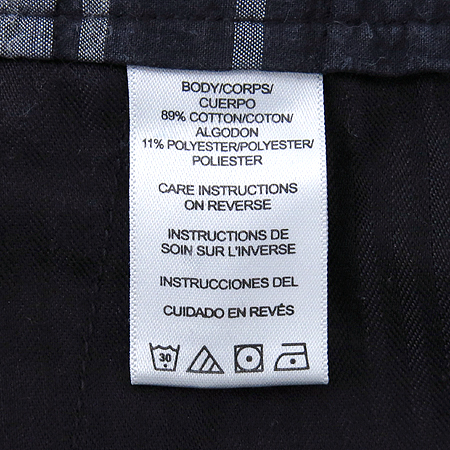 BODY/CORPS/
CUERPO
89% COTTON/COTON/
ALGODON
11% POLYESTER/POLYESTER/
POLIESTER
CARE INSTRUCTIONS
ON REVERSE
INSTRUCTIONS DE
SOIN SUR L'INVERSE
INSTRUCCIONES DEL
CUIDADO EN REVÉS
30